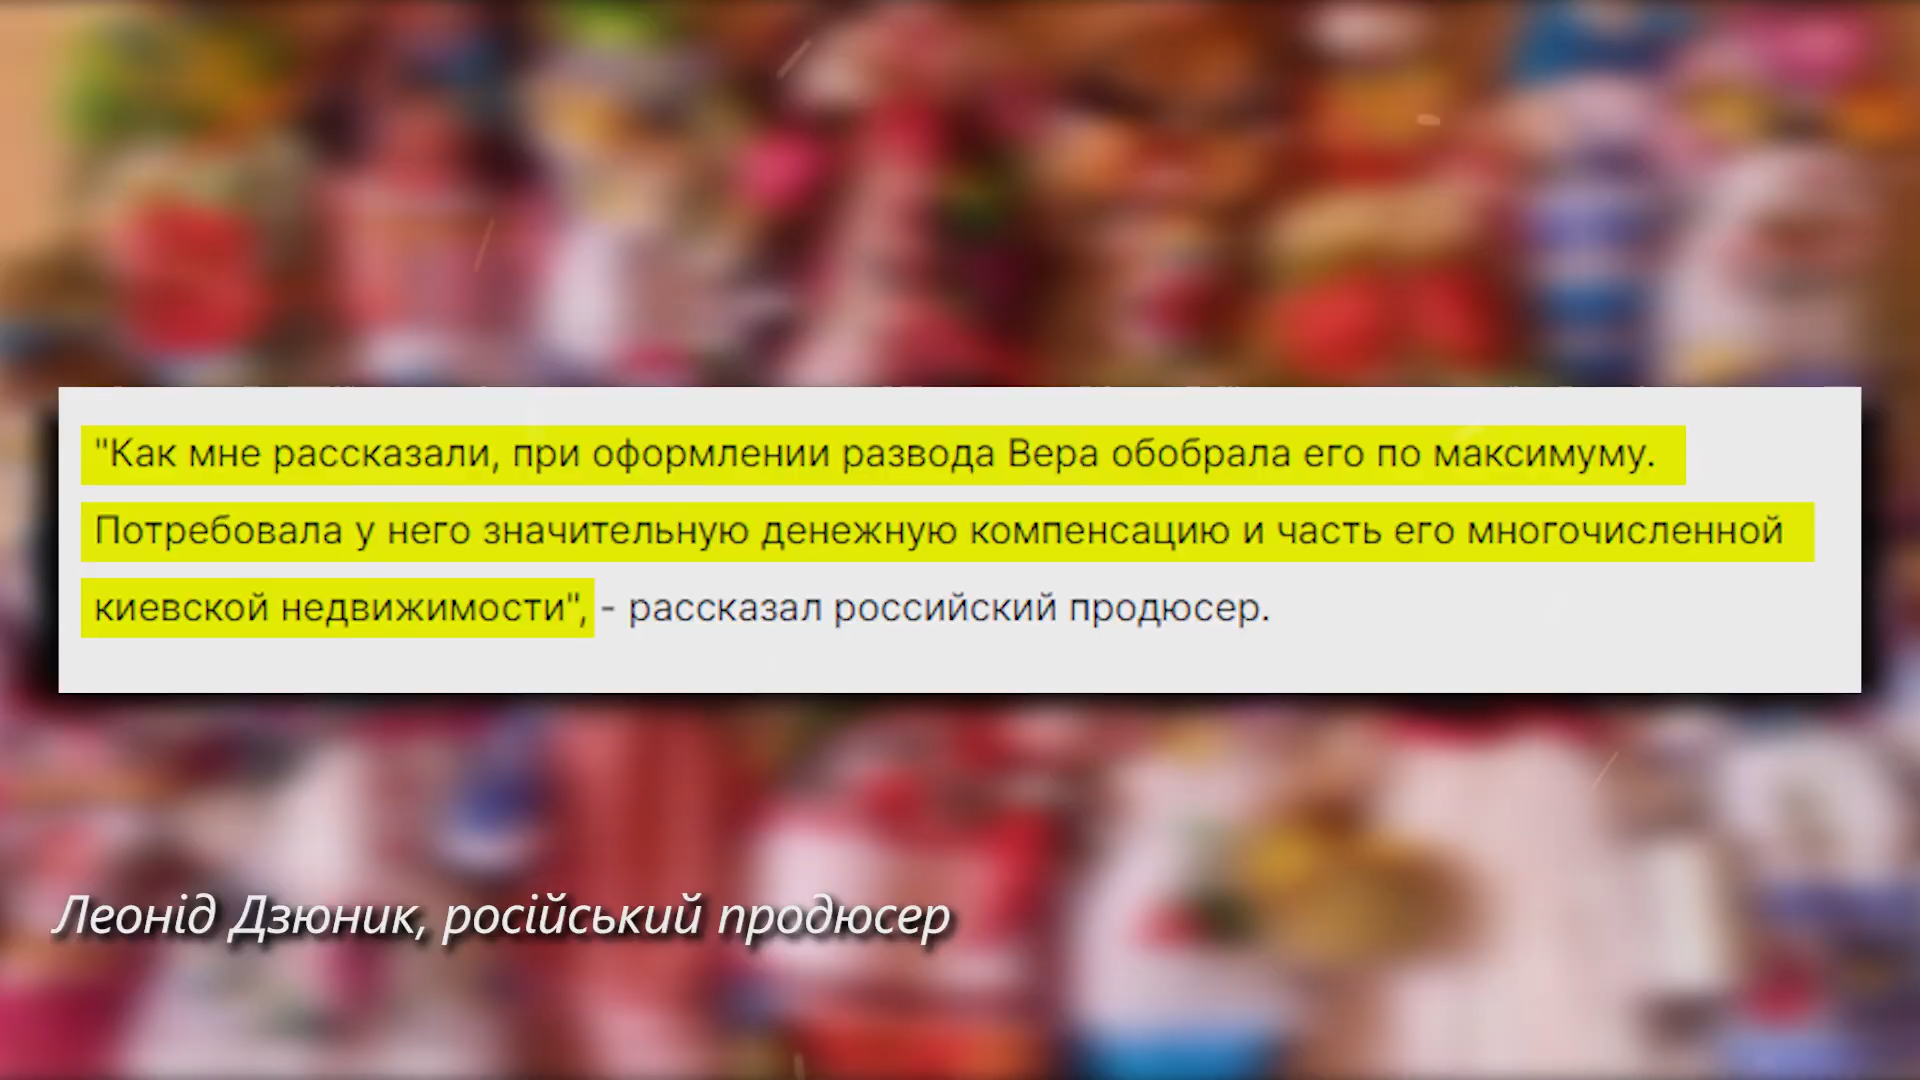 "Как мне рассказали, при оформлении развода Вера обобрала его по максимуму.
Потребовала у него значительную денежную компенсацию и часть его многочисленной
киевской недвижимости", - рассказал российский продюсер.
Леонід Дзюник, російський продюсер